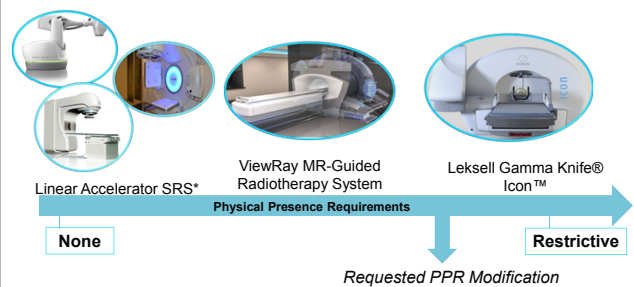 icon
Linear Accelerator SRS*
ViewRay MR-Guided
Radiotherapy System
Leksell Gamma Knife®
Icon™
Physical Presence Requirements
None
Restrictive
Requested PPR Modification